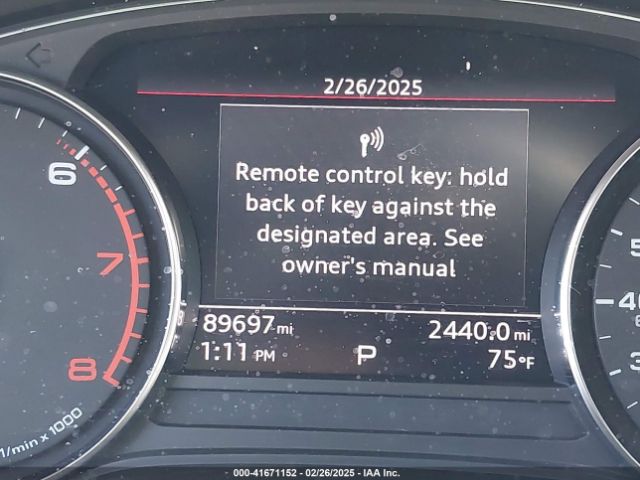 2/26/2025
Remote control key: hold
back of key against the
designated area. See
owner's manual
6
7
8
1/min x 1000
89697 mi
2440.0 mi
1:11 PM
P
75°F
000-41671152 - 02/26/2025 - IAA Inc.